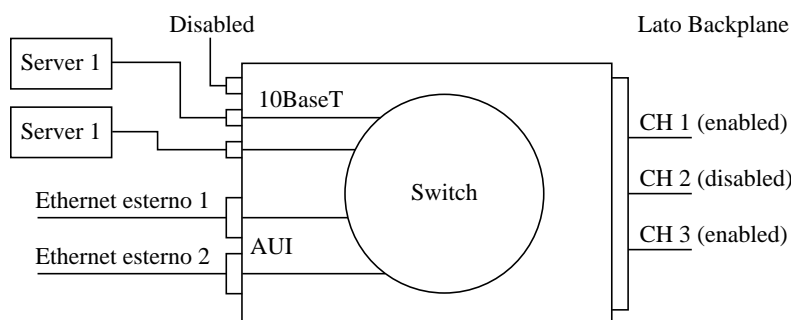 Disabled
Lato Backplane
Server 1
10BaseT
Server 1
CH 1 (enabled)
CH 2 (disabled)
CH 3 (enabled)
Switch
Ethernet esterno 1
Ethernet esterno 2
AUI